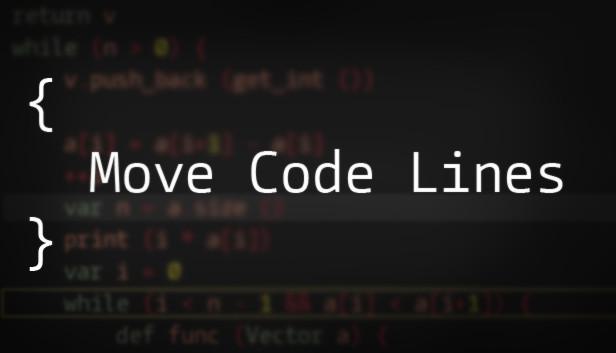 return v
while (n > 0) {
{
v.push_back (get_int ())
a[i] = a[i+1] - a[i]
Move Code Lines
var n = a.size ()
}
print (i * a[i])
var i = 0
while (i < n - 1 && a[i] < a[i+1]) {
def func (Vector a) {